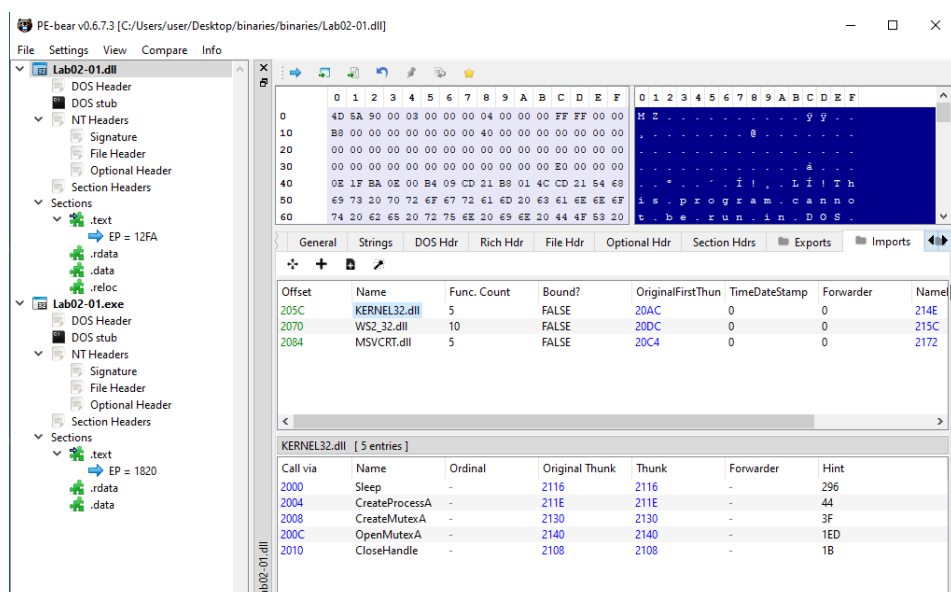 PE-bear v0.6.7.3 [C:/Users/user/Desktop/binaries/binaries/Lab02-01.dll]
File Settings View Compare Info
Lab02-01.dll
DOS Header
DOS stub
NT Headers
Signature
File Header
Optional Header
Section Headers
Sections
.text
EP = 12FA
.rdata
.data
.reloc
Lab02-01.exe
DOS Header
DOS stub
NT Headers
Signature
File Header
Optional Header
Section Headers
Sections
.text
EP = 1820
.rdata
.data
0 1 2 3 4 5 6 7 8 9 A B C D E F 0 1 2 3 4 5 6 7 8 9 A B C D E F
0 4D 5A 90 00 03 00 00 00 04 00 00 00 FF FF 00 00 M Z . . . . . . . . . . ÿ ÿ . .
10 B8 00 00 00 00 00 00 00 40 00 00 00 00 00 00 00 ¸ . . . . . . . @ . . . . . . .
20 00 00 00 00 00 00 00 00 00 00 00 00 00 00 00 00 . . . . . . . . . . . . . . . .
30 00 00 00 00 00 00 00 00 00 00 00 00 E0 00 00 00 . . . . . . . . . . . . à . . .
40 0E 1F BA 0E 00 B4 09 CD 21 B8 01 4C CD 21 54 68 . . º . . ´ . Í ! ¸ . L Í ! T h
50 69 73 20 70 72 6F 67 72 61 6D 20 63 61 6E 6E 6F i s . p r o g r a m . c a n n o
60 74 20 62 65 20 72 75 6E 20 69 6E 20 44 4F 53 20 t . b e . r u n . i n . D O S .
General Strings DOS Hdr Rich Hdr File Hdr Optional Hdr Section Hdrs Exports Imports
Offset Name Func. Count Bound? OriginalFirstThun TimeDateStamp Forwarder
205C KERNEL32.dll 5 FALSE 20AC 0 0 214E
2070 WS2_32.dll 10 FALSE 20DC 0 0 215C
2084 MSVCRT.dll 5 FALSE 20C4 0 0 2172
KERNEL32.dll [ 5 entries ]
Call via Name Ordinal Original Thunk Thunk Forwarder Hint
2000 Sleep - 2116 2116 - 296
2004 CreateProcessA - 211E 211E - 44
2008 CreateMutexA - 2130 2130 - 3F
200C OpenMutexA - 2140 2140 - 1ED
2010 CloseHandle - 2108 2108 - 1B
b02-01.dll